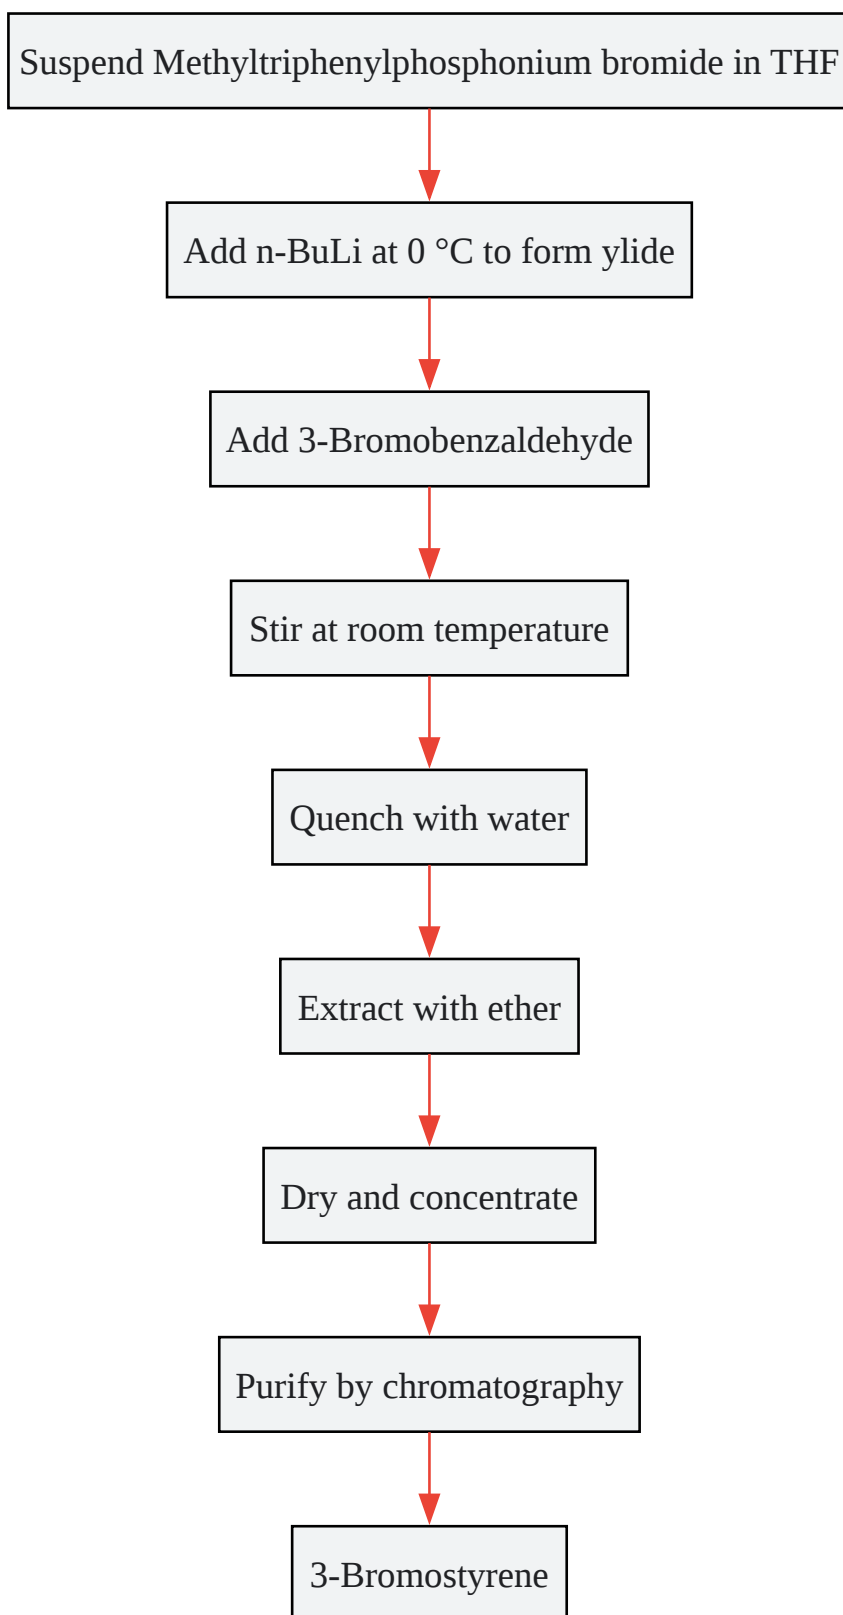 Suspend Methyltriphenylphosphonium bromide in THF
Add n-BuLi at 0 °C to form ylide
Add 3-Bromobenzaldehyde
Stir at room temperature
Quench with water
Extract with ether
Dry and concentrate
Purify by chromatography
3-Bromostyrene